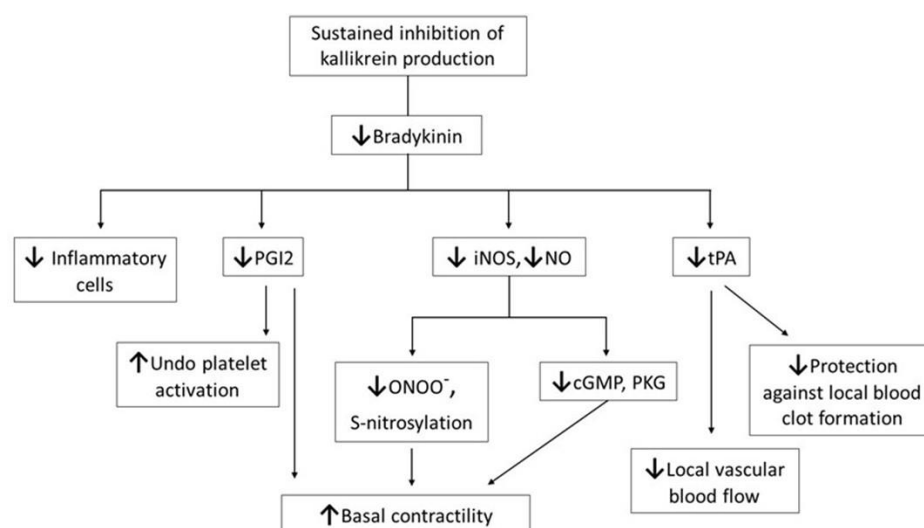 Sustained inhibition of
kallikrein production
↓Bradykinin
↓ Inflammatory
cells
↓PGI2
↓ iNOS,↓NO
↓tPA
↑Undo platelet
activation
↓ONOO⁻,
S-nitrosylation
↓cGMP, PKG
↓Protection
against local blood
clot formation
↓Local vascular
blood flow
↑Basal contractility